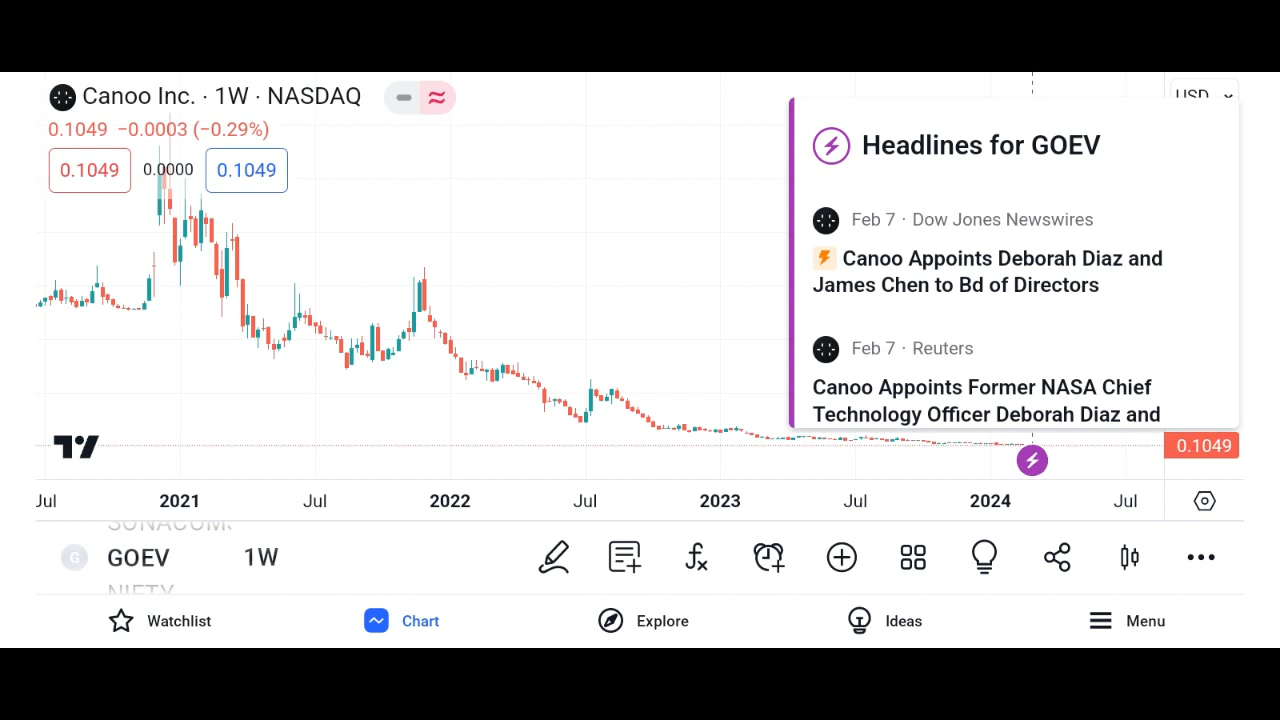 Canoo Inc. · 1W · NASDAQ
0.1049 −0.0003 (−0.29%)
0.1049 0.0000 0.1049
USD
Headlines for GOEV
Feb 7 · Dow Jones Newswires
Canoo Appoints Deborah Diaz and
James Chen to Bd of Directors
Feb 7 · Reuters
Canoo Appoints Former NASA Chief
Technology Officer Deborah Diaz and
0.1049
Jul 2021 Jul 2022 Jul 2023 Jul 2024 Jul
G GOEV 1W
NIFTY
Watchlist Chart Explore Ideas Menu